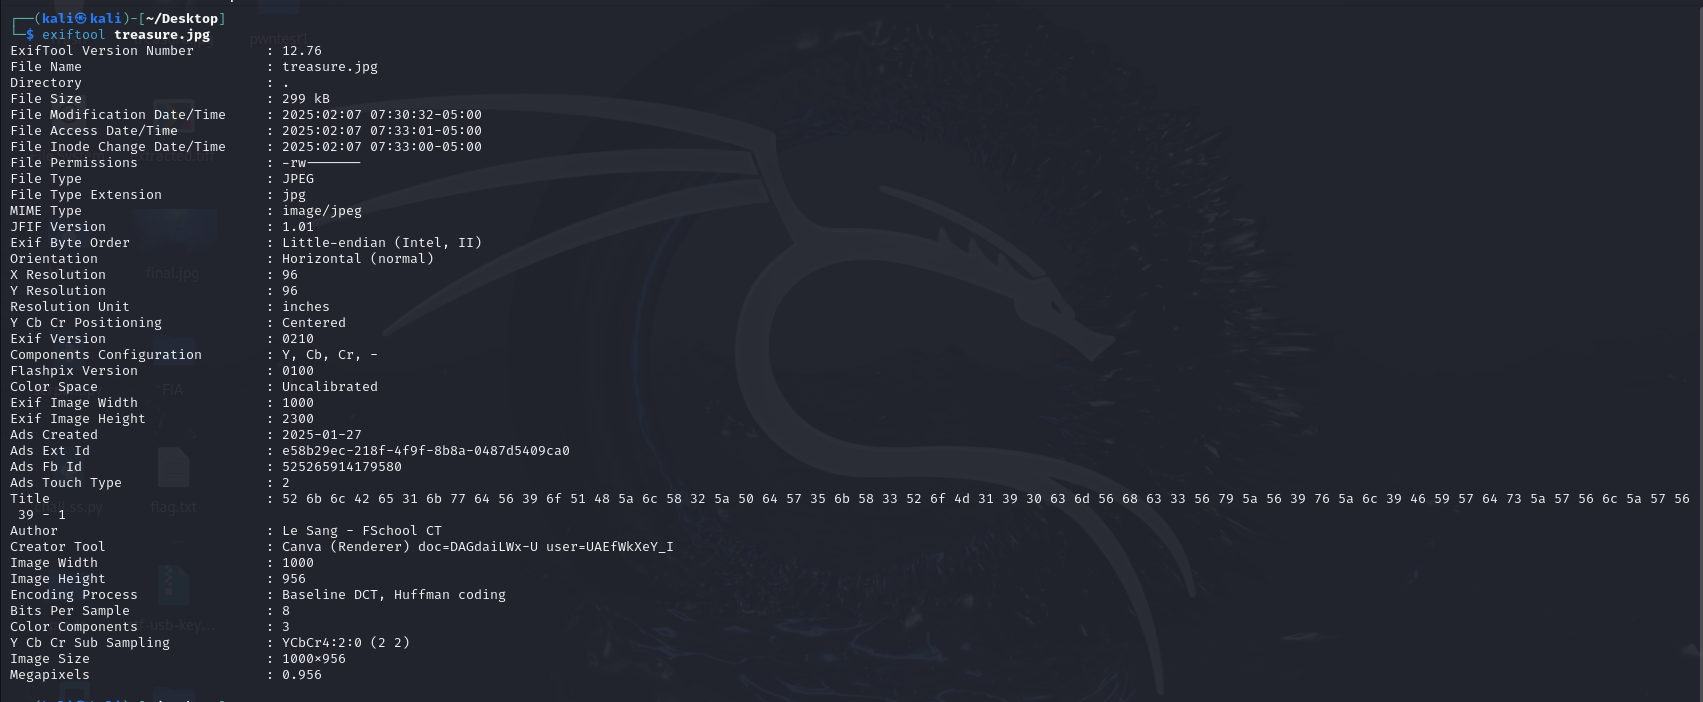 (kali㉿kali)-[~/Desktop]
$ exiftool treasure.jpg
ExifTool Version Number : 12.76
File Name : treasure.jpg
Directory : .
File Size : 299 kB
File Modification Date/Time : 2025:02:07 07:30:32-05:00
File Access Date/Time : 2025:02:07 07:33:01-05:00
File Inode Change Date/Time : 2025:02:07 07:33:00-05:00
File Permissions : -rw-------
File Type : JPEG
File Type Extension : jpg
MIME Type : image/jpeg
JFIF Version : 1.01
Exif Byte Order : Little-endian (Intel, II)
Orientation : Horizontal (normal)
X Resolution : 96
Y Resolution : 96
Resolution Unit : inches
Y Cb Cr Positioning : Centered
Exif Version : 0210
Components Configuration : Y, Cb, Cr, -
Flashpix Version : 0100
Color Space : Uncalibrated
Exif Image Width : 1000
Exif Image Height : 2300
Ads Created : 2025-01-27
Ads Ext Id : e58b29ec-218f-4f9f-8b8a-0487d5409ca0
Ads Fb Id : 525265914179580
Ads Touch Type : 2
Title : 52 6b 6c 42 65 31 6b 77 64 56 39 6f 51 48 5a 6c 58 32 5a 50 64 57 35 6b 58 33 52 6f 4d 31 39 30 63 6d 56 68 63 33 56 79 5a 56 39 76 5a 6c 39 46 59 57 64 73 5a 57 56 6c 5a 57 56
39 - 1
Author : Le Sang - FSchool CT
Creator Tool : Canva (Renderer) doc=DAGdaiLWx-U user=UAEfWkXeY_I
Image Width : 1000
Image Height : 956
Encoding Process : Baseline DCT, Huffman coding
Bits Per Sample : 8
Color Components : 3
Y Cb Cr Sub Sampling : YCbCr4:2:0 (2 2)
Image Size : 1000×956
Megapixels : 0.956